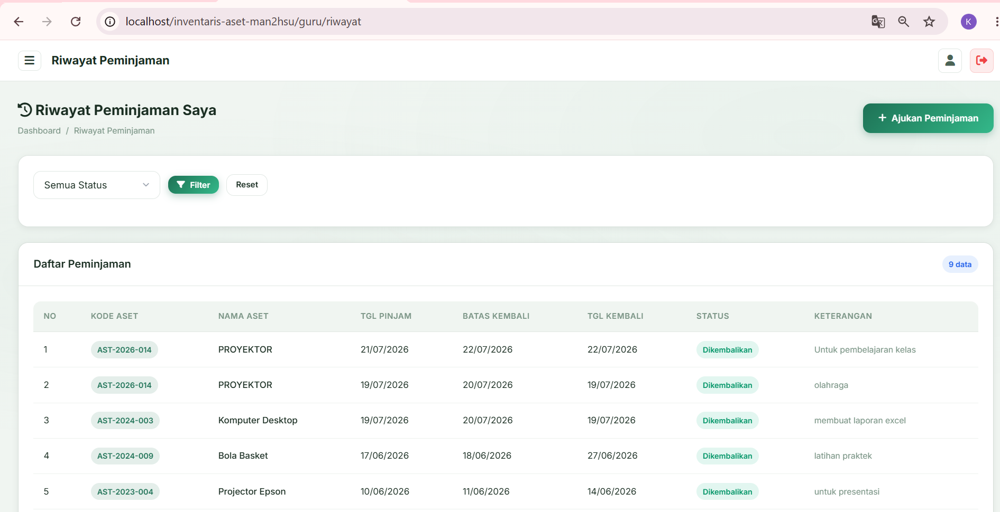 localhost/inventaris-aset-man2hsu/guru/riwayat
K
Riwayat Peminjaman
Riwayat Peminjaman Saya
Dashboard / Riwayat Peminjaman
+ Ajukan Peminjaman
Semua Status
Filter
Reset
Daftar Peminjaman
9 data
NO KODE ASET NAMA ASET TGL PINJAM BATAS KEMBALI TGL KEMBALI STATUS KETERANGAN
1 AST-2026-014 PROYEKTOR 21/07/2026 22/07/2026 22/07/2026 Dikembalikan Untuk pembelajaran kelas
2 AST-2026-014 PROYEKTOR 19/07/2026 20/07/2026 19/07/2026 Dikembalikan olahraga
3 AST-2024-003 Komputer Desktop 19/07/2026 20/07/2026 19/07/2026 Dikembalikan membuat laporan excel
4 AST-2024-009 Bola Basket 17/06/2026 18/06/2026 27/06/2026 Dikembalikan latihan praktek
5 AST-2023-004 Projector Epson 10/06/2026 11/06/2026 14/06/2026 Dikembalikan untuk presentasi